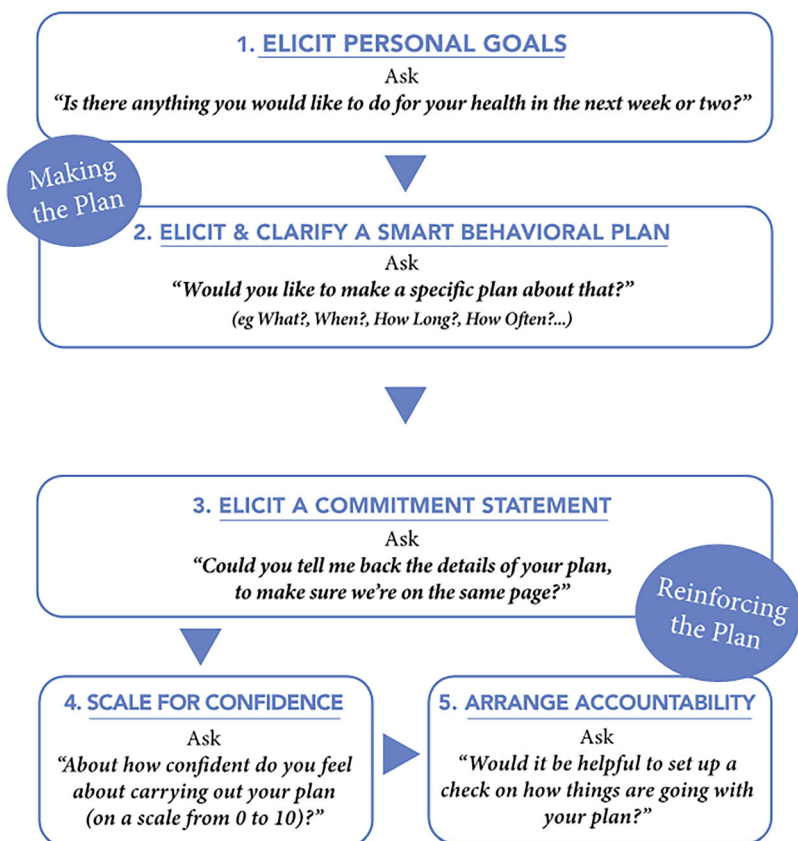 1. ELICIT PERSONAL GOALS
Ask
“Is there anything you would like to do for your health in the next week or two?”
Making
the Plan
2. ELICIT & CLARIFY A SMART BEHAVIORAL PLAN
Ask
“Would you like to make a specific plan about that?”
(eg What?, When?, How Long?, How Often?...)
3. ELICIT A COMMITMENT STATEMENT
Ask
“Could you tell me back the details of your plan,
to make sure we’re on the same page?”
Reinforcing
the Plan
4. SCALE FOR CONFIDENCE
Ask
“About how confident do you feel
about carrying out your plan
(on a scale from 0 to 10)?”
5. ARRANGE ACCOUNTABILITY
Ask
“Would it be helpful to set up a
check on how things are going with
your plan?”